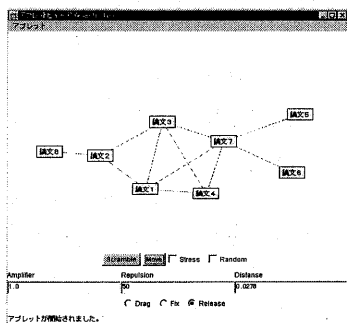 アプレット
論文3
論文5
論文7
論文8
論文2
論文6
論文1
論文4
Scramble Move Stress Random
Amplifier Repulsion Distanse
1.0 50 0.0278
Drag Fix Release
アプレットが開始されました。